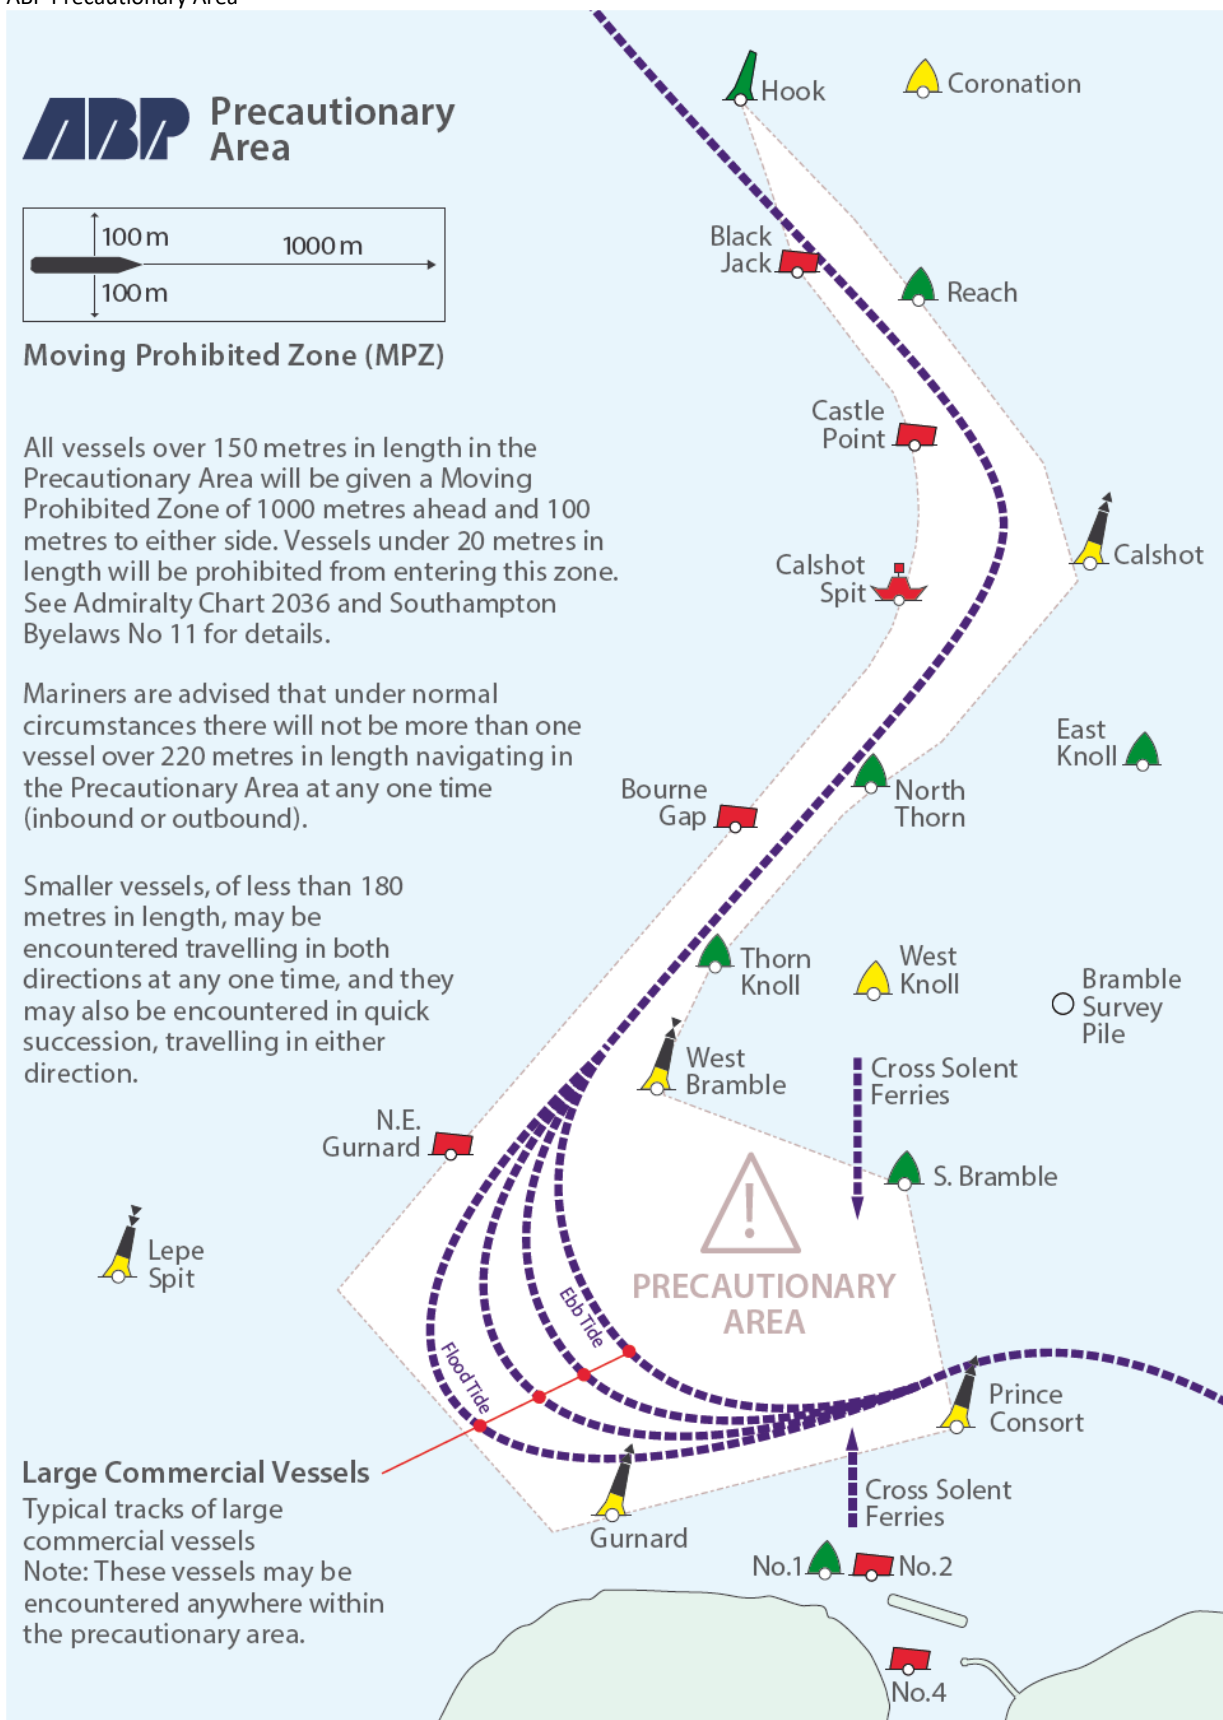 ABP Precautionary Area
ABP
Precautionary
Area
100 m
1000 m
100 m
Moving Prohibited Zone (MPZ)
All vessels over 150 metres in length in the
Precautionary Area will be given a Moving
Prohibited Zone of 1000 metres ahead and 100
metres to either side. Vessels under 20 metres in
length will be prohibited from entering this zone.
See Admiralty Chart 2036 and Southampton
Byelaws No 11 for details.
Mariners are advised that under normal
circumstances there will not be more than one
vessel over 220 metres in length navigating in
the Precautionary Area at any one time
(inbound or outbound).
Smaller vessels, of less than 180
metres in length, may be
encountered travelling in both
directions at any one time, and they
may also be encountered in quick
succession, travelling in either
direction.
Hook
Coronation
Black
Jack
Reach
Castle
Point
Calshot
Calshot
Spit
East
Knoll
North
Thorn
Bourne
Gap
Thorn
Knoll
West
Knoll
Bramble
Survey
Pile
West
Bramble
Cross Solent
Ferries
N.E.
Gurnard
S. Bramble
Lepe
Spit
!
PRECAUTIONARY
AREA
Ebb Tide
Flood Tide
Prince
Consort
Large Commercial Vessels
Typical tracks of large
commercial vessels
Note: These vessels may be
encountered anywhere within
the precautionary area.
Gurnard
Cross Solent
Ferries
No.1
No.2
No.4